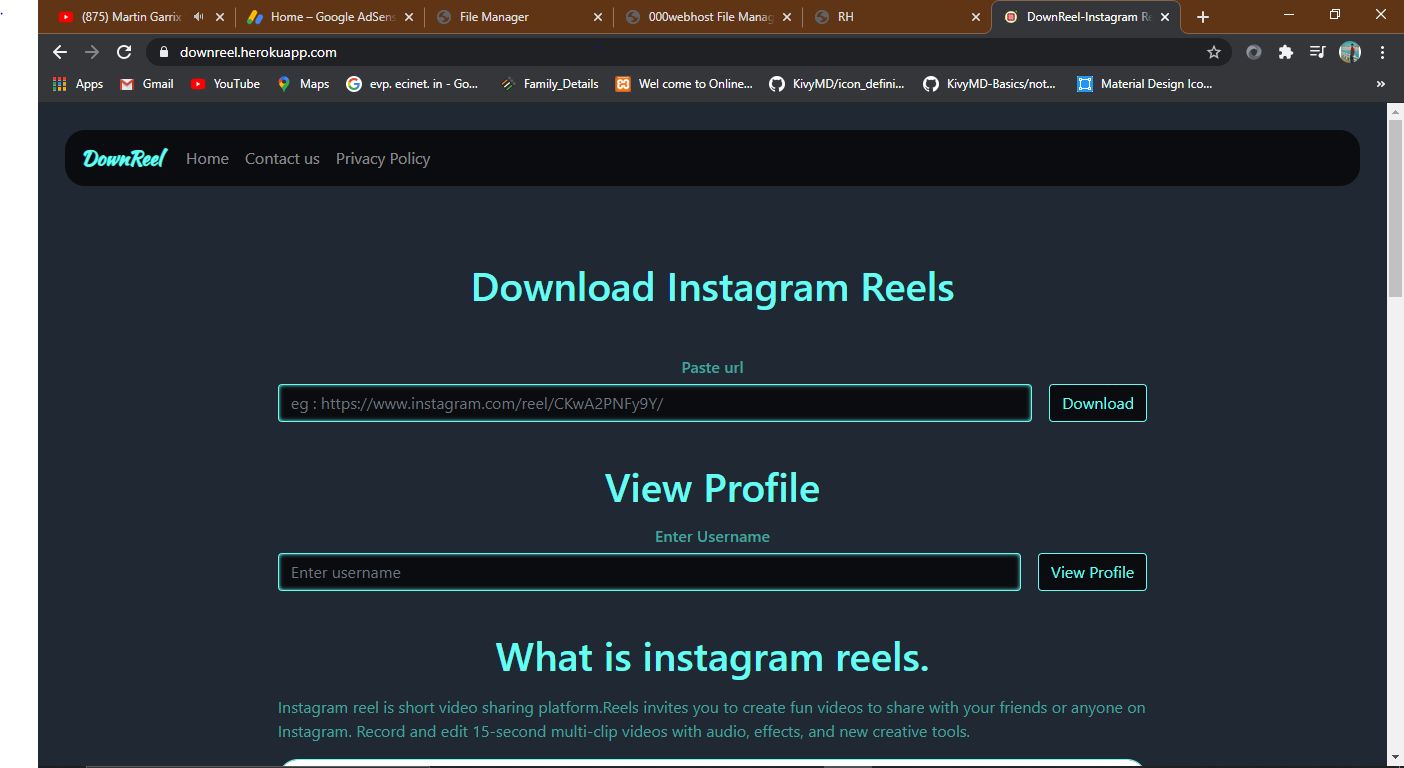 (875) Martin Garrix
Home – Google AdSens
File Manager
000webhost File Manag
RH
DownReel-Instagram Re
downreel.herokuapp.com
Apps
Gmail
YouTube
Maps
evp. ecinet. in - Go...
Family_Details
Wel come to Online...
KivyMD/icon_defini...
KivyMD-Basics/not...
Material Design Ico...
»
DownReel
Home
Contact us
Privacy Policy
Download Instagram Reels
Paste url
eg : https://www.instagram.com/reel/CKwA2PNFy9Y/
Download
View Profile
Enter Username
Enter username
View Profile
What is instagram reels.
Instagram reel is short video sharing platform.Reels invites you to create fun videos to share with your friends or anyone on
Instagram. Record and edit 15-second multi-clip videos with audio, effects, and new creative tools.